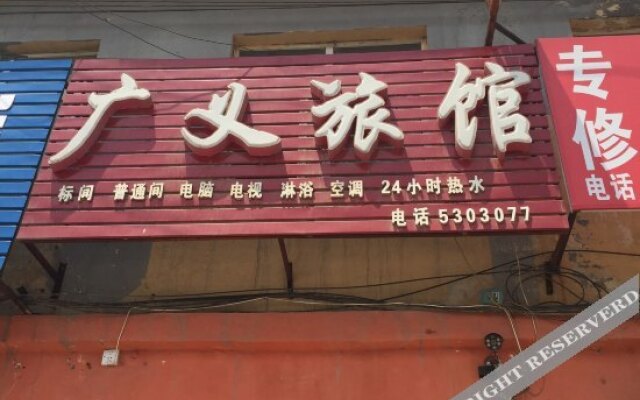 广义旅馆
标间 普通间 电脑 电视 淋浴 空调 24小时热水
电话 5303077
专修
电话
RIGHT RESERVERD